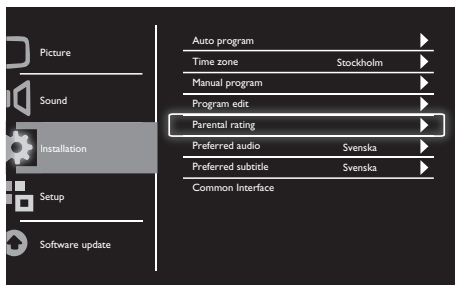 Picture
Sound
Installation
Setup
Software update
Auto program
Time zone Stockholm
Manual program
Program edit
Parental rating
Preferred audio Svenska
Preferred subtitle Svenska
Common Interface